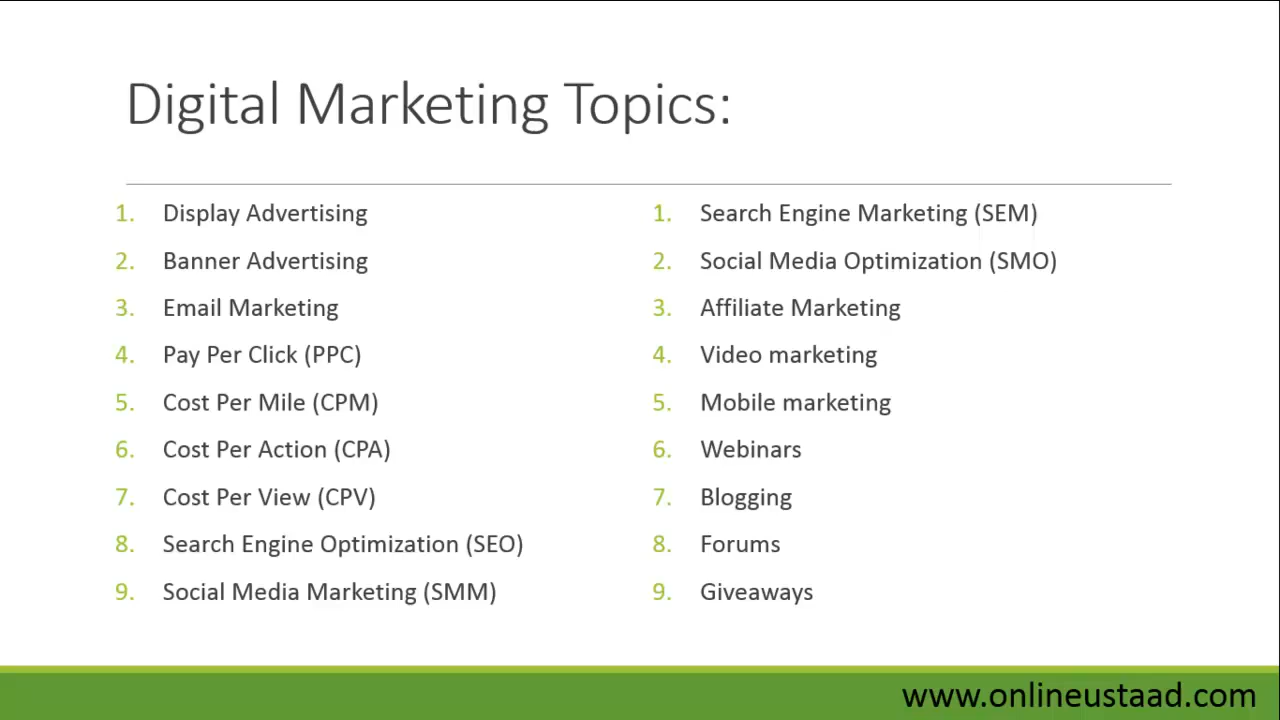 Digital Marketing Topics:
1. Display Advertising
2. Banner Advertising
3. Email Marketing
4. Pay Per Click (PPC)
5. Cost Per Mile (CPM)
6. Cost Per Action (CPA)
7. Cost Per View (CPV)
8. Search Engine Optimization (SEO)
9. Social Media Marketing (SMM)
1. Search Engine Marketing (SEM)
2. Social Media Optimization (SMO)
3. Affiliate Marketing
4. Video marketing
5. Mobile marketing
6. Webinars
7. Blogging
8. Forums
9. Giveaways
www.onlineustaad.com